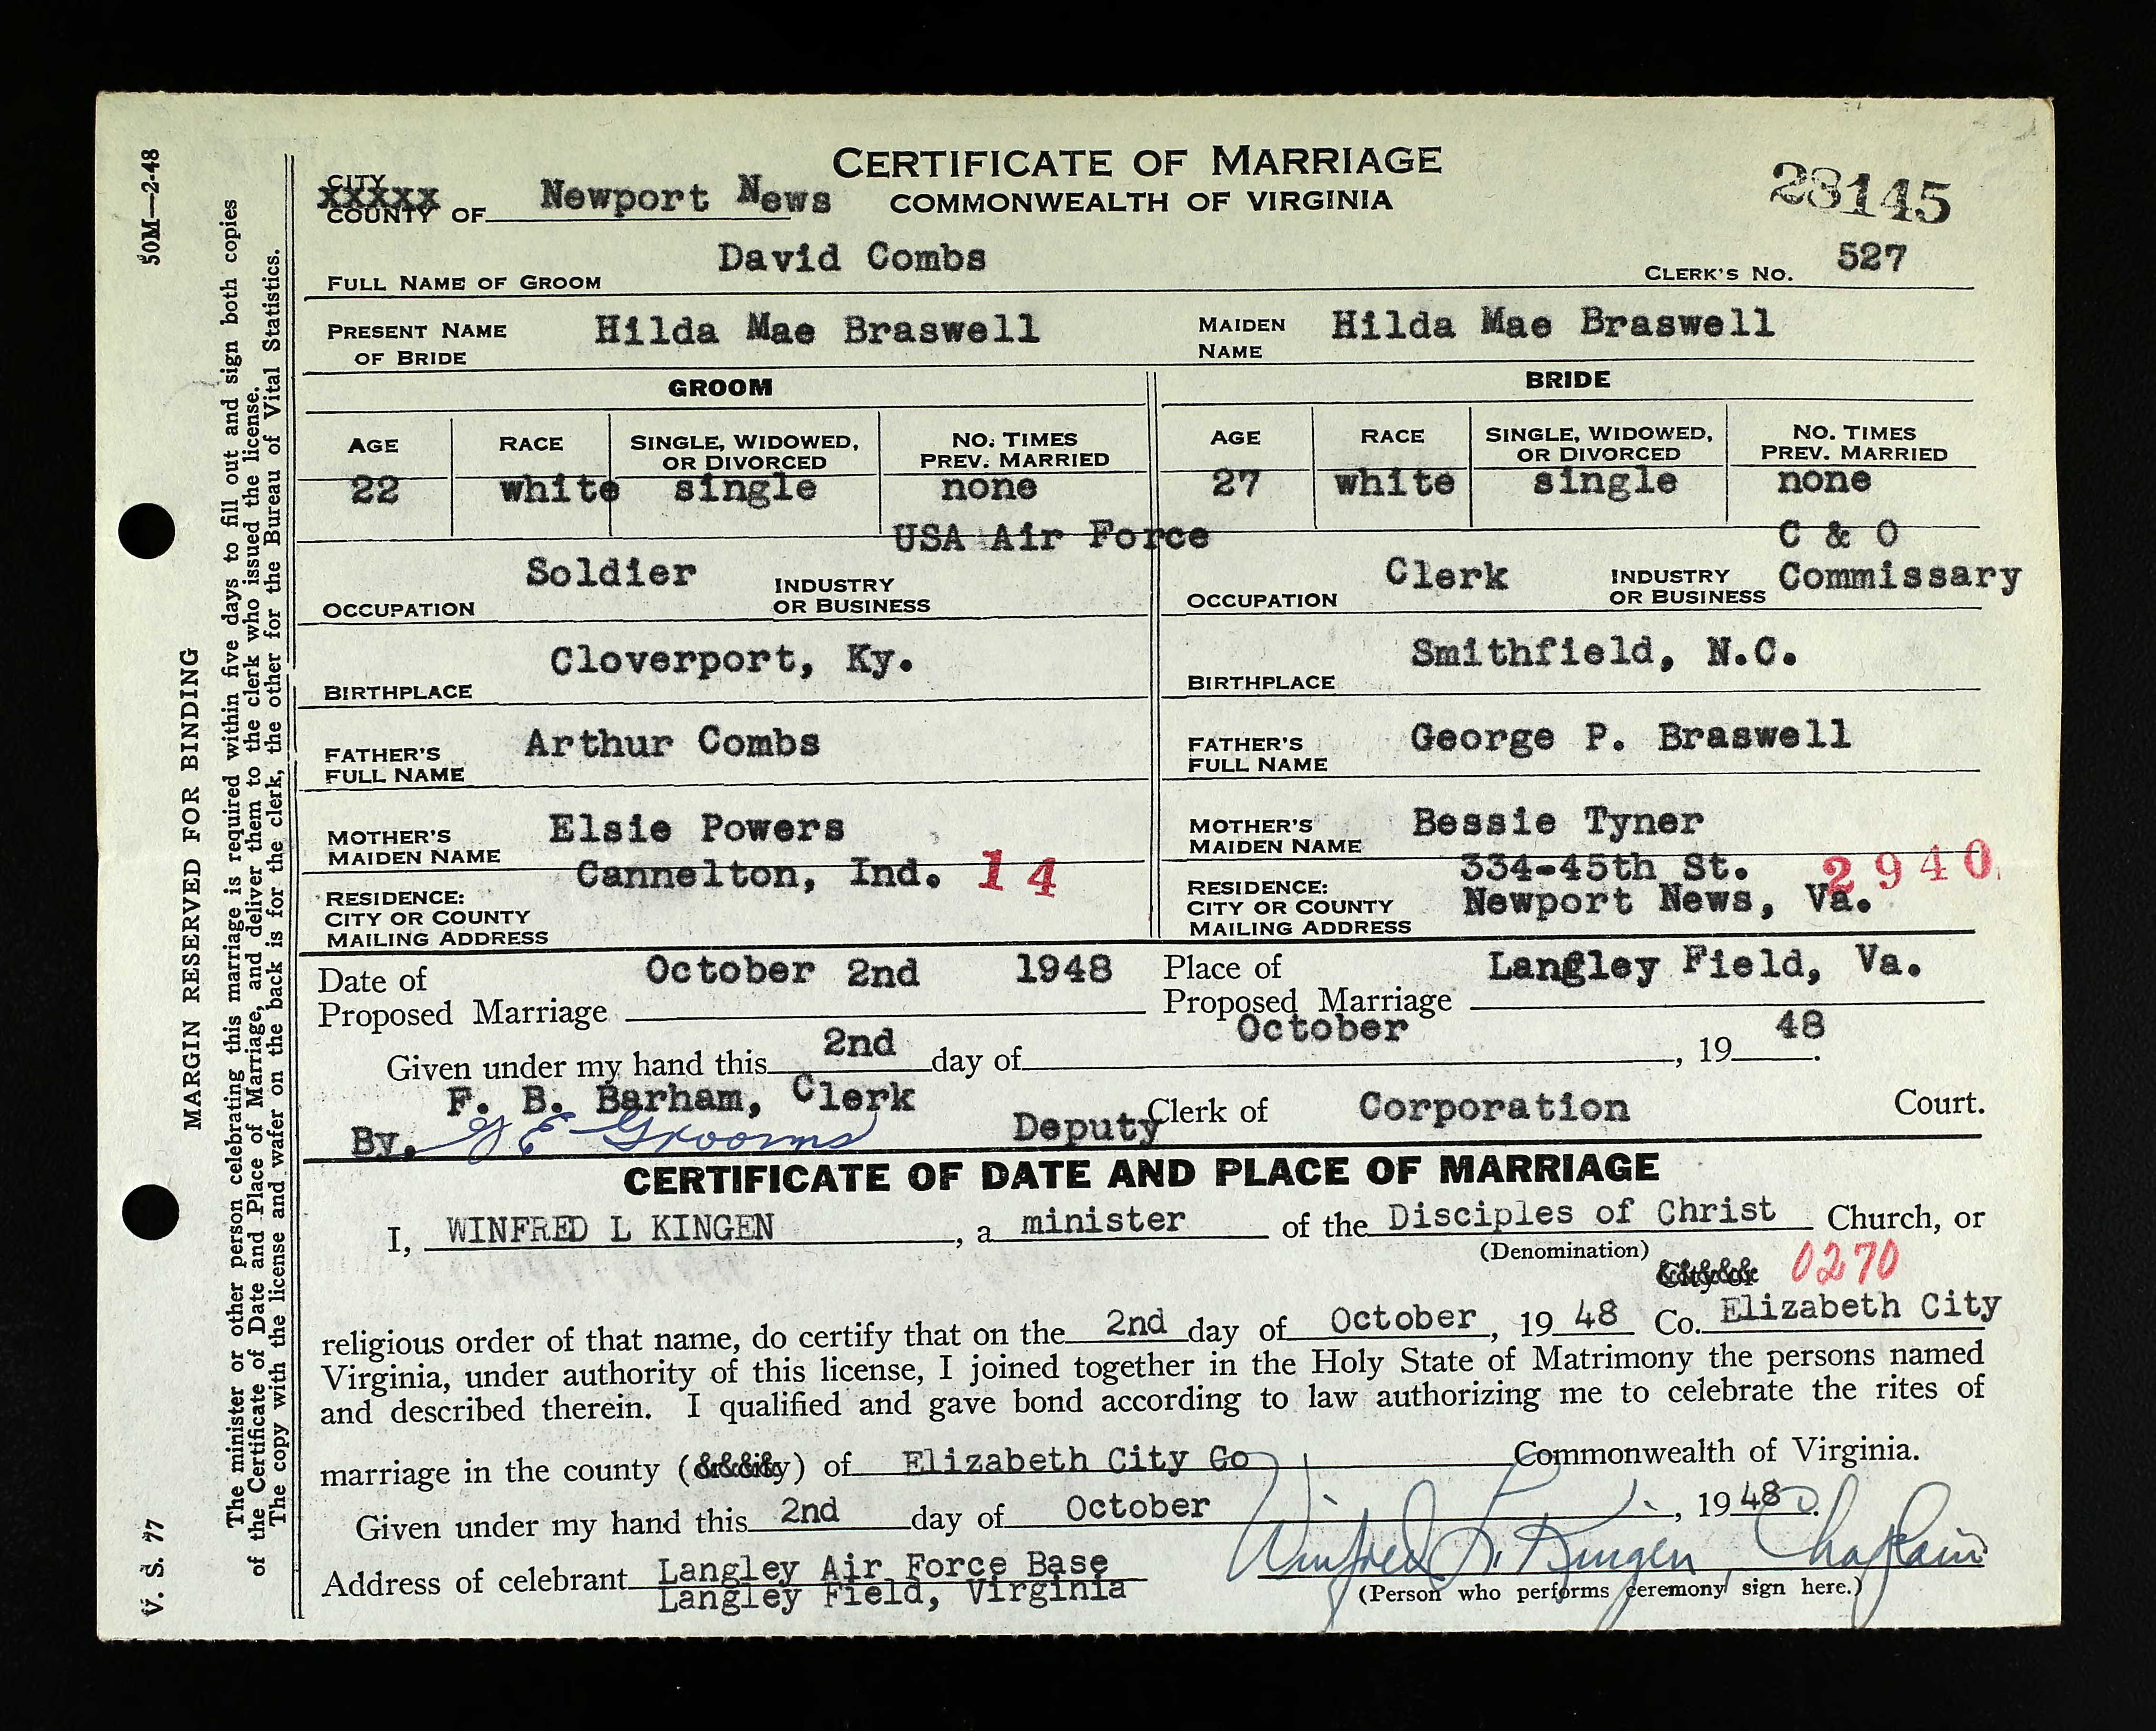 50M—2-48
MARGIN RESERVED FOR BINDING
The minister or other person celebrating this marriage is required within five days to fill out and sign both copies
of the Certificate of Date and Place of Marriage, and deliver them to the clerk who issued the license.
The copy with the license and wafer on the back is for the clerk, the other for the Bureau of Vital Statistics.
V. S. 77
CERTIFICATE OF MARRIAGE
COMMONWEALTH OF VIRGINIA
28145
CITY
XXXXX
COUNTY OF Newport News
FULL NAME OF GROOM David Combs CLERK'S NO. 527
PRESENT NAME OF BRIDE Hilda Mae Braswell MAIDEN NAME Hilda Mae Braswell
GROOM
AGE RACE SINGLE, WIDOWED, OR DIVORCED NO. TIMES PREV. MARRIED
22 white single none
OCCUPATION Soldier INDUSTRY OR BUSINESS USA Air Force
BIRTHPLACE Cloverport, Ky.
FATHER'S FULL NAME Arthur Combs
MOTHER'S MAIDEN NAME Elsie Powers
RESIDENCE: CITY OR COUNTY MAILING ADDRESS Cannelton, Ind. 14
BRIDE
AGE RACE SINGLE, WIDOWED, OR DIVORCED NO. TIMES PREV. MARRIED
27 white single none
OCCUPATION Clerk INDUSTRY OR BUSINESS C & O Commissary
BIRTHPLACE Smithfield, N.C.
FATHER'S FULL NAME George P. Braswell
MOTHER'S MAIDEN NAME Bessie Tyner
RESIDENCE: CITY OR COUNTY MAILING ADDRESS 334-45th St. Newport News, Va. 2940
Date of Proposed Marriage October 2nd 1948 Place of Proposed Marriage Langley Field, Va.
Given under my hand this 2nd day of October, 1948.
F. B. Barham, Clerk
By. G E Grooms Deputy Clerk of Corporation Court.
CERTIFICATE OF DATE AND PLACE OF MARRIAGE
I, WINFRED L KINGEN, a minister of the Disciples of Christ Church, or
(Denomination)
City or 0270
religious order of that name, do certify that on the 2nd day of October, 19 48 Co. Elizabeth City
Virginia, under authority of this license, I joined together in the Holy State of Matrimony the persons named
and described therein. I qualified and gave bond according to law authorizing me to celebrate the rites of
marriage in the county (or city) of Elizabeth City Co Commonwealth of Virginia.
Given under my hand this 2nd day of October, 19 48.
Address of celebrant Langley Air Force Base
Langley Field, Virginia
Winfred L. Kingen Chaplain
(Person who performs ceremony sign here.)